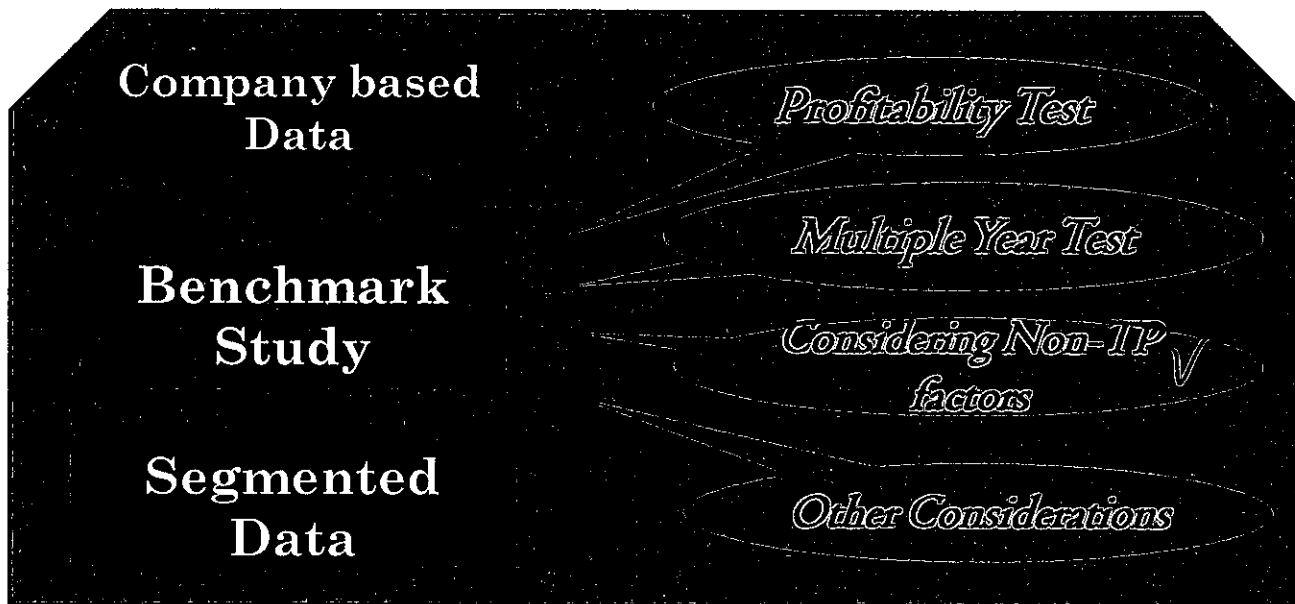 Company based
Data
Profitability Test
Multiple Year Test
Benchmark
Study
Considering Non-TP
factors
Segmented
Data
Other Considerations